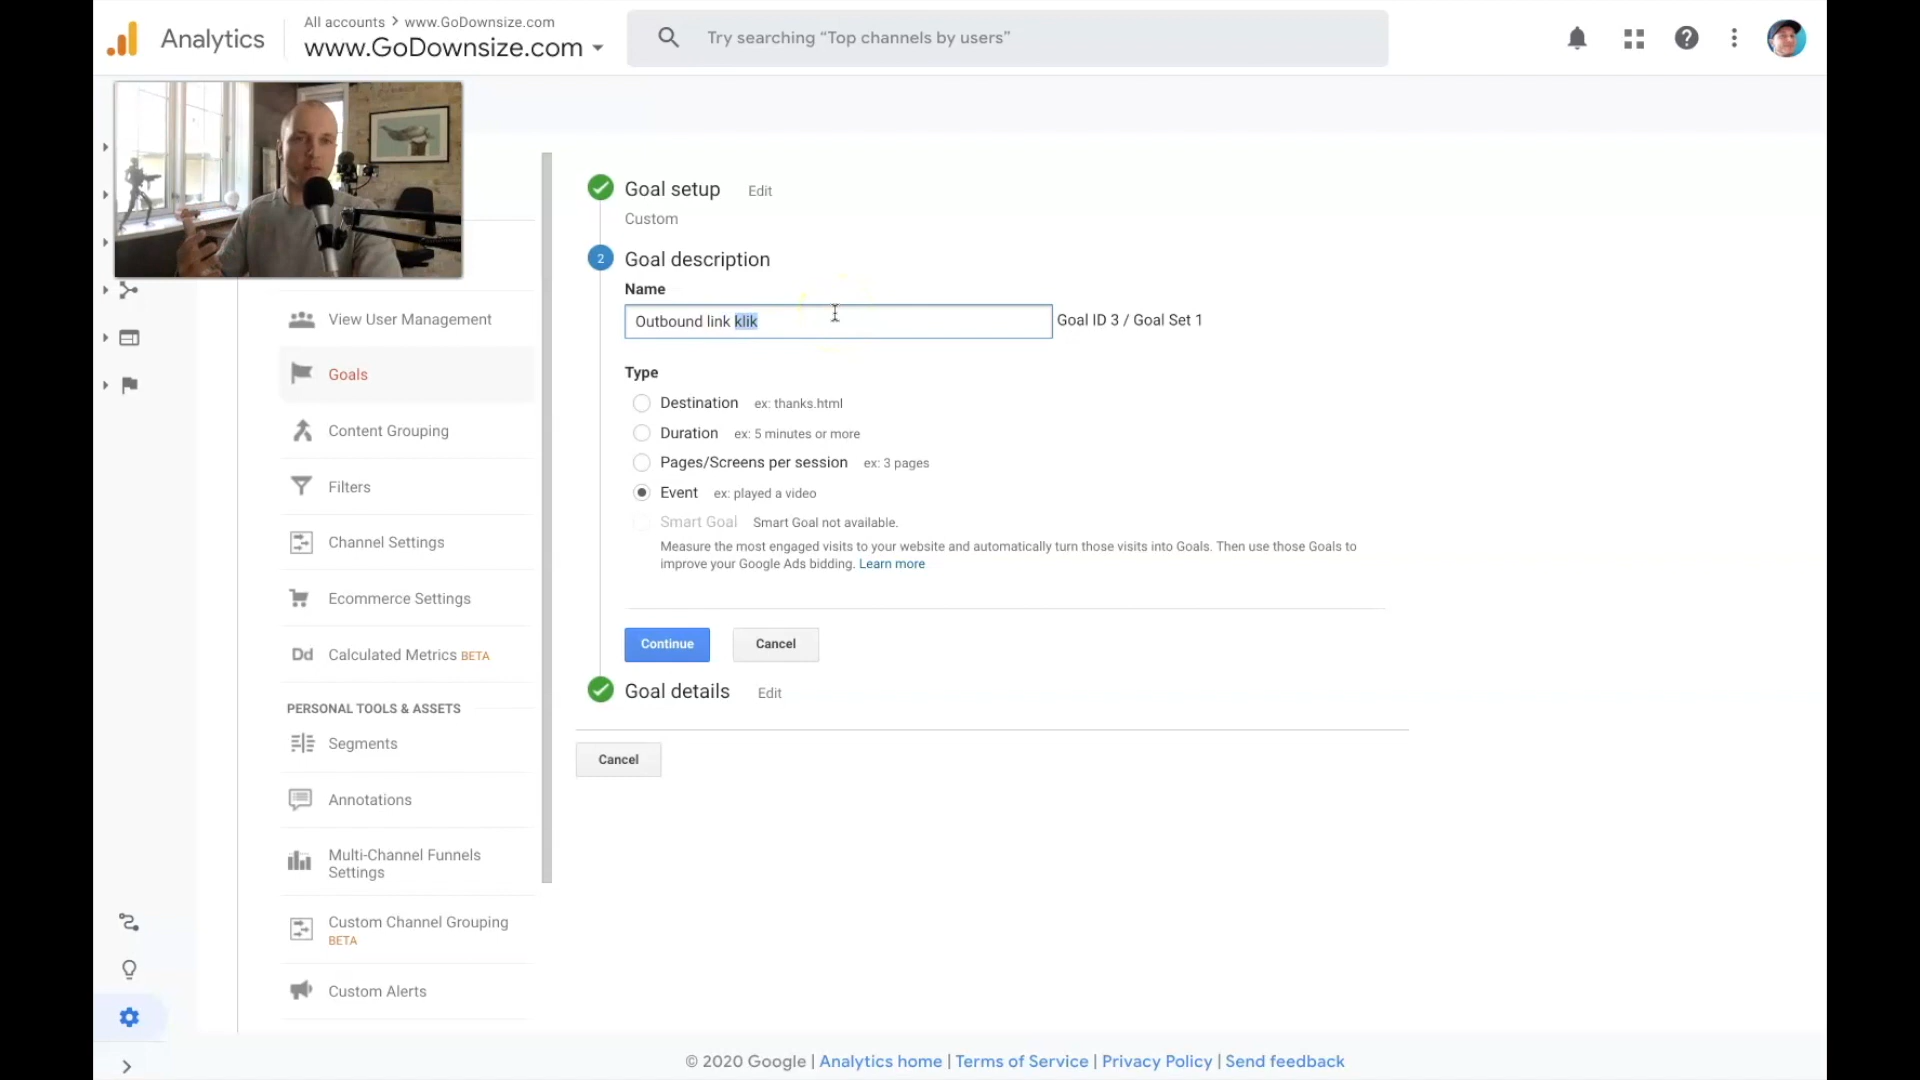 Analytics
All accounts > www.GoDownsize.com
www.GoDownsize.com
Try searching “Top channels by users”
Goal setup Edit
Custom
2 Goal description
Name
Outbound link klik
Goal ID 3 / Goal Set 1
Type
Destination ex: thanks.html
Duration ex: 5 minutes or more
Pages/Screens per session ex: 3 pages
Event ex: played a video
Smart Goal Smart Goal not available.
Measure the most engaged visits to your website and automatically turn those visits into Goals. Then use those Goals to
improve your Google Ads bidding. Learn more
Continue Cancel
Goal details Edit
Cancel
View User Management
Goals
Content Grouping
Filters
Channel Settings
Ecommerce Settings
Dd Calculated Metrics BETA
PERSONAL TOOLS & ASSETS
Segments
Annotations
Multi-Channel Funnels
Settings
Custom Channel Grouping
BETA
Custom Alerts
© 2020 Google | Analytics home | Terms of Service | Privacy Policy | Send feedback